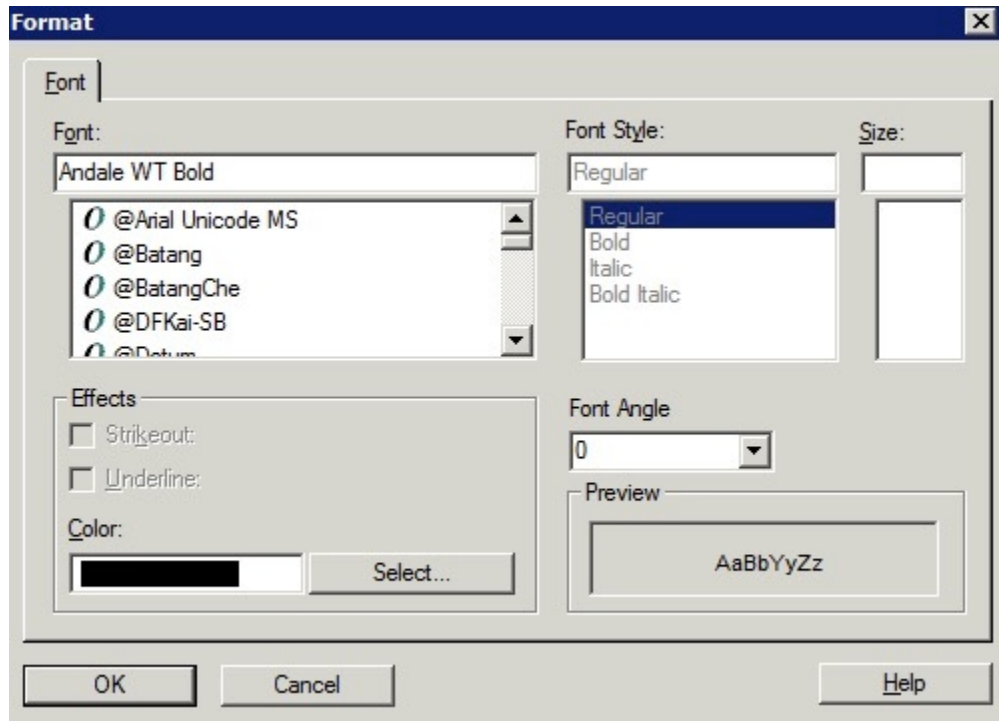 Format
Font
Font:
Andale WT Bold
@Arial Unicode MS
@Batang
@BatangChe
@DFKai-SB
@Dotum
Font Style:
Regular
Regular
Bold
Italic
Bold Italic
Size:
Effects
Strikeout:
Underline:
Color:
Select...
Font Angle
0
Preview
AaBbYyZz
OK
Cancel
Help